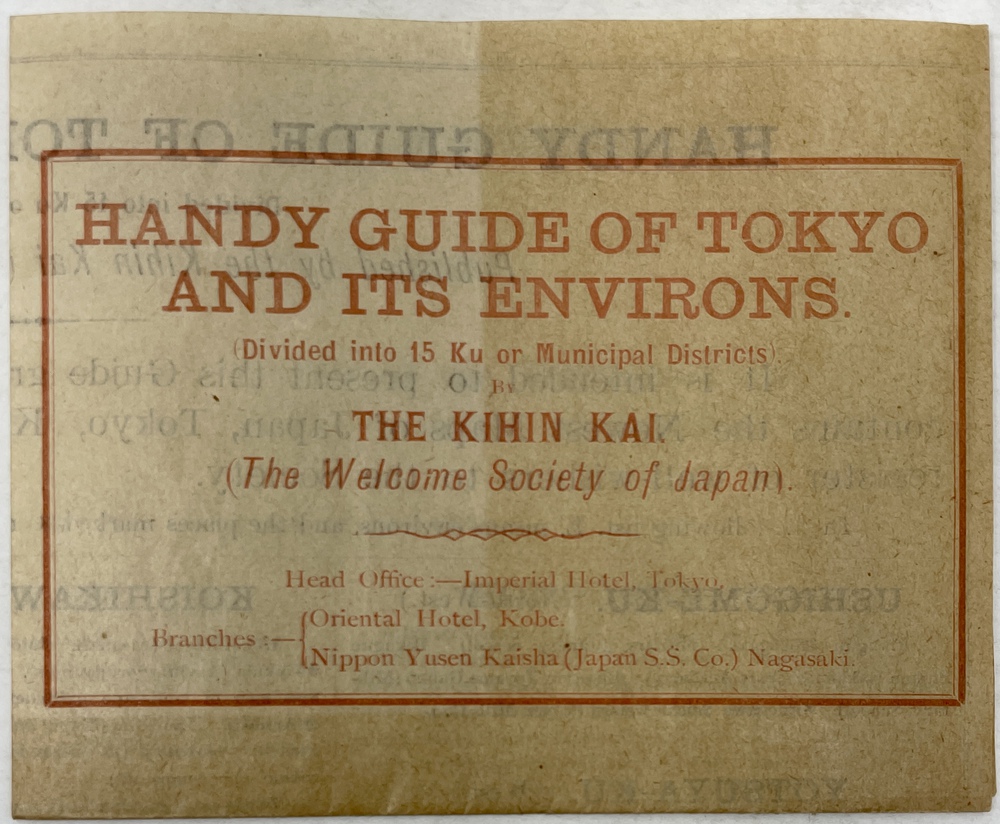 HANDY GUIDE OF TOKYO
AND ITS ENVIRONS.
(Divided into 15 Ku or Municipal Districts)
BY
THE KIHIN KAI.
(The Welcome Society of Japan).
Head Office:—Imperial Hotel, Tokyo.
Branches:—{Oriental Hotel, Kobe.
Nippon Yusen Kaisha (Japan S.S. Co.) Nagasaki.